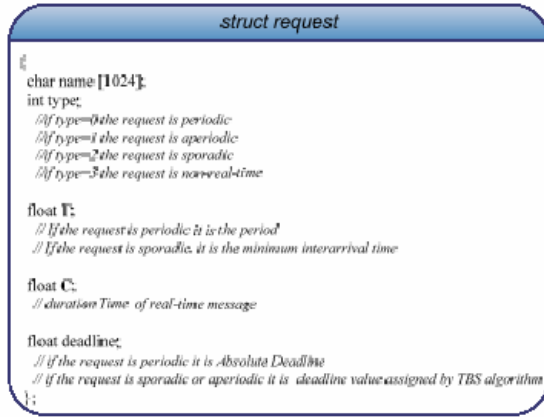 struct request
{
char name [1024];
int type;
//if type=0 the request is periodic
//if type=1 the request is aperiodic
//if type=2 the request is sporadic
//if type=3 the request is non-real-time
float T;
// If the request is periodic it is the period
// If the request is sporadic, it is the minimum interarrival time
float C;
// duration Time of real-time message
float deadline;
// if the request is periodic it is Absolute Deadline
// if the request is sporadic or aperiodic it is deadline value assigned by TBS algorithm
};